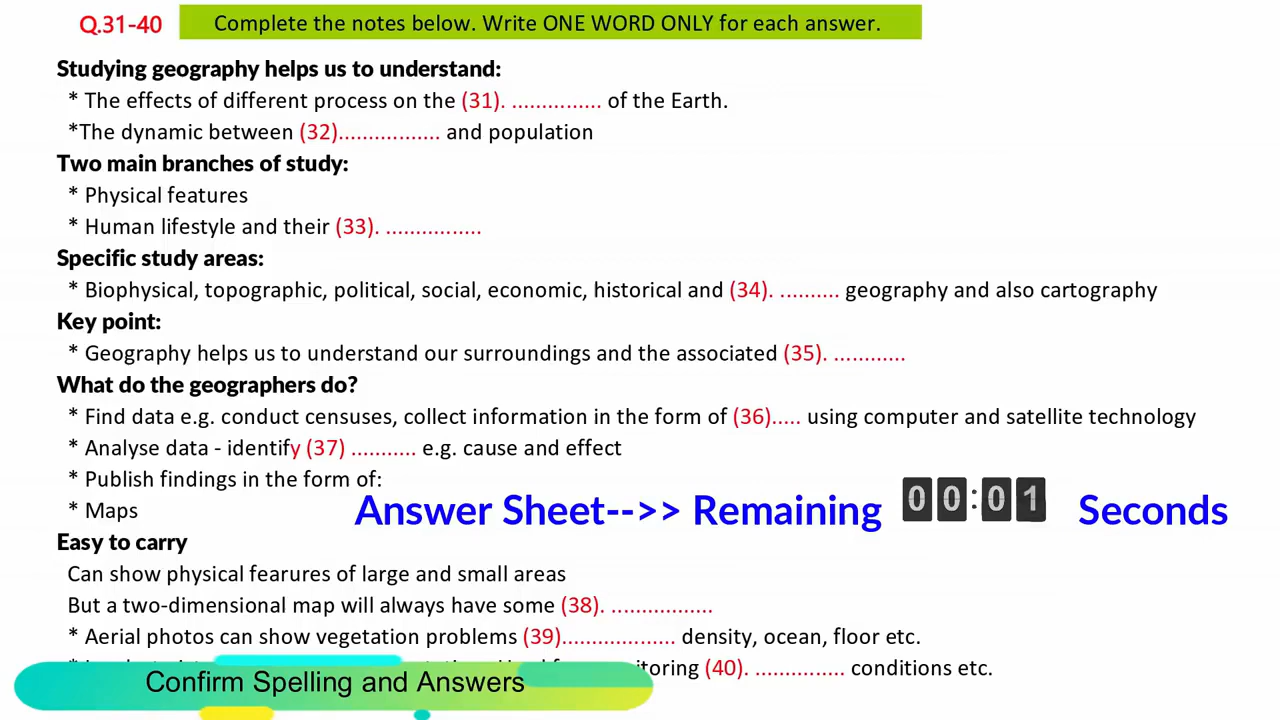 Q.31-40 Complete the notes below. Write ONE WORD ONLY for each answer.
Studying geography helps us to understand:
* The effects of different process on the (31). ............... of the Earth.
*The dynamic between (32)................. and population
Two main branches of study:
* Physical features
* Human lifestyle and their (33). ................
Specific study areas:
* Biophysical, topographic, political, social, economic, historical and (34). .......... geography and also cartography
Key point:
* Geography helps us to understand our surroundings and the associated (35). ............
What do the geographers do?
* Find data e.g. conduct censuses, collect information in the form of (36)..... using computer and satellite technology
* Analyse data - identify (37) ........... e.g. cause and effect
* Publish findings in the form of:
* Maps
Answer Sheet-->> Remaining 00:01 Seconds
Easy to carry
Can show physical fearures of large and small areas
But a two-dimensional map will always have some (38). .................
* Aerial photos can show vegetation problems (39)................... density, ocean, floor etc.
(40). ............... conditions etc.
Confirm Spelling and Answers